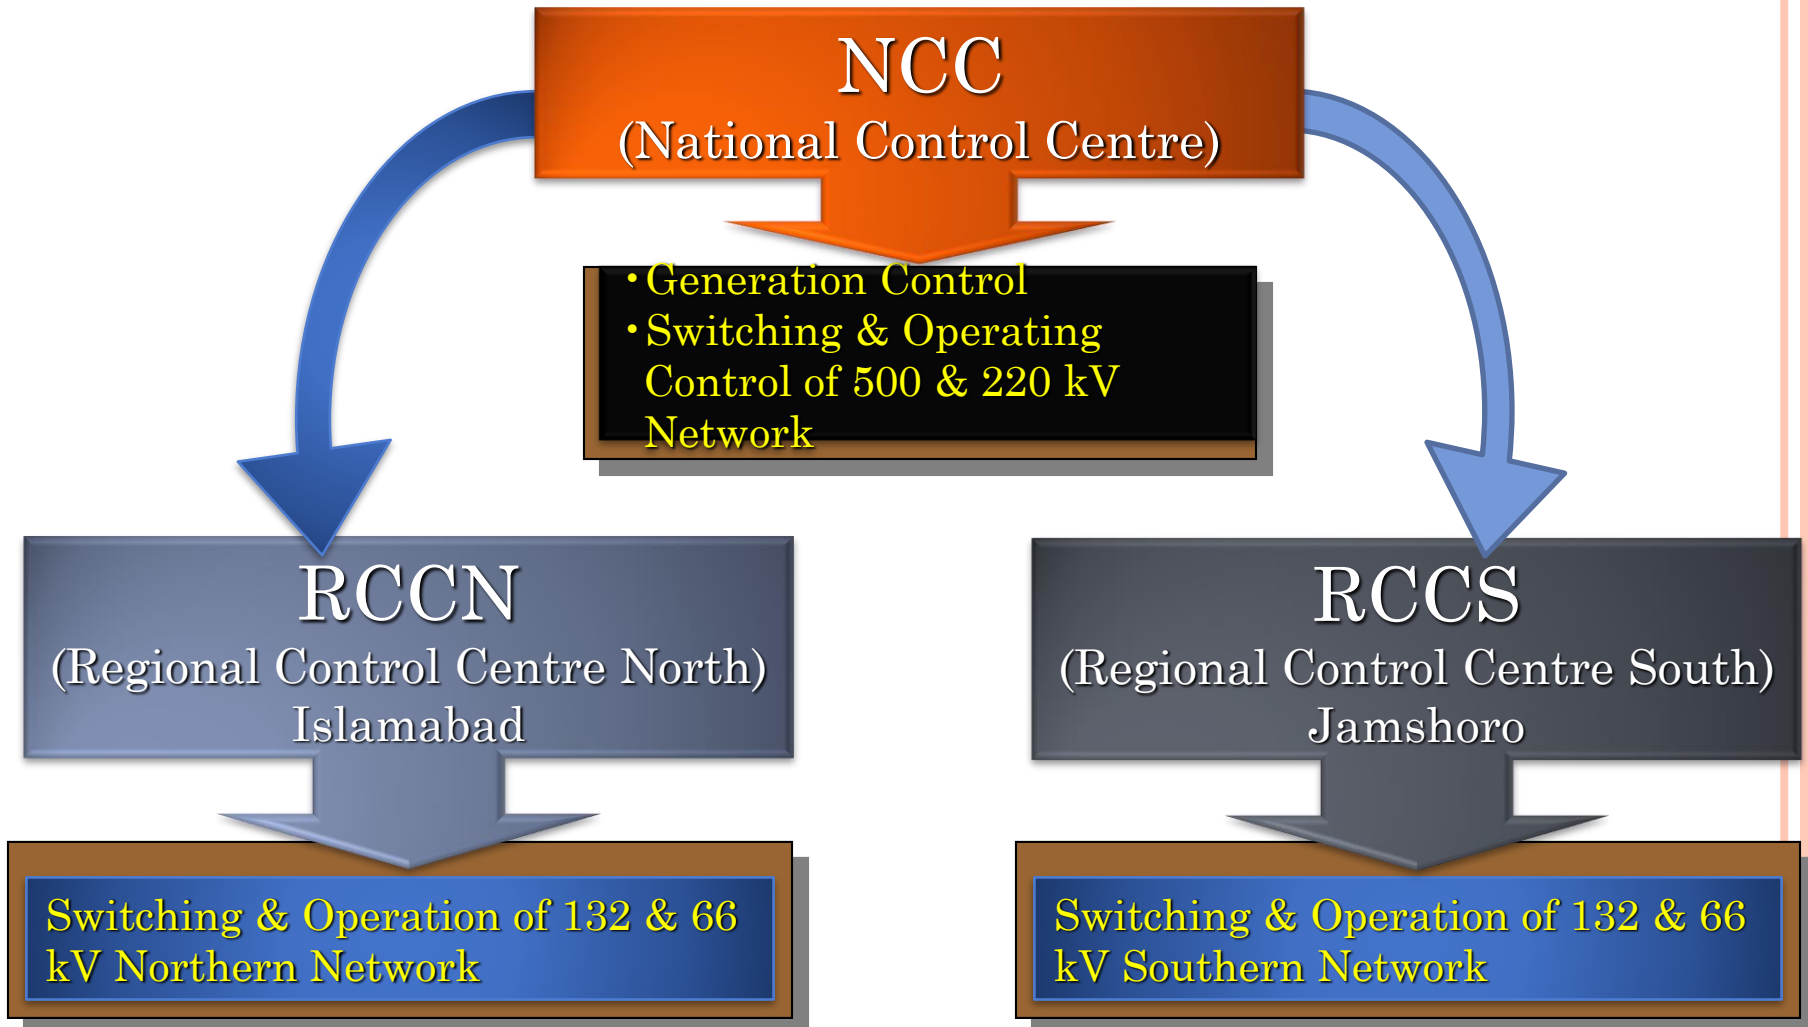 NCC
(National Control Centre)
•Generation Control
•Switching & Operating
Control of 500 & 220 kV
Network
RCCN
(Regional Control Centre North)
Islamabad
RCCS
(Regional Control Centre South)
Jamshoro
Switching & Operation of 132 & 66
kV Northern Network
Switching & Operation of 132 & 66
kV Southern Network